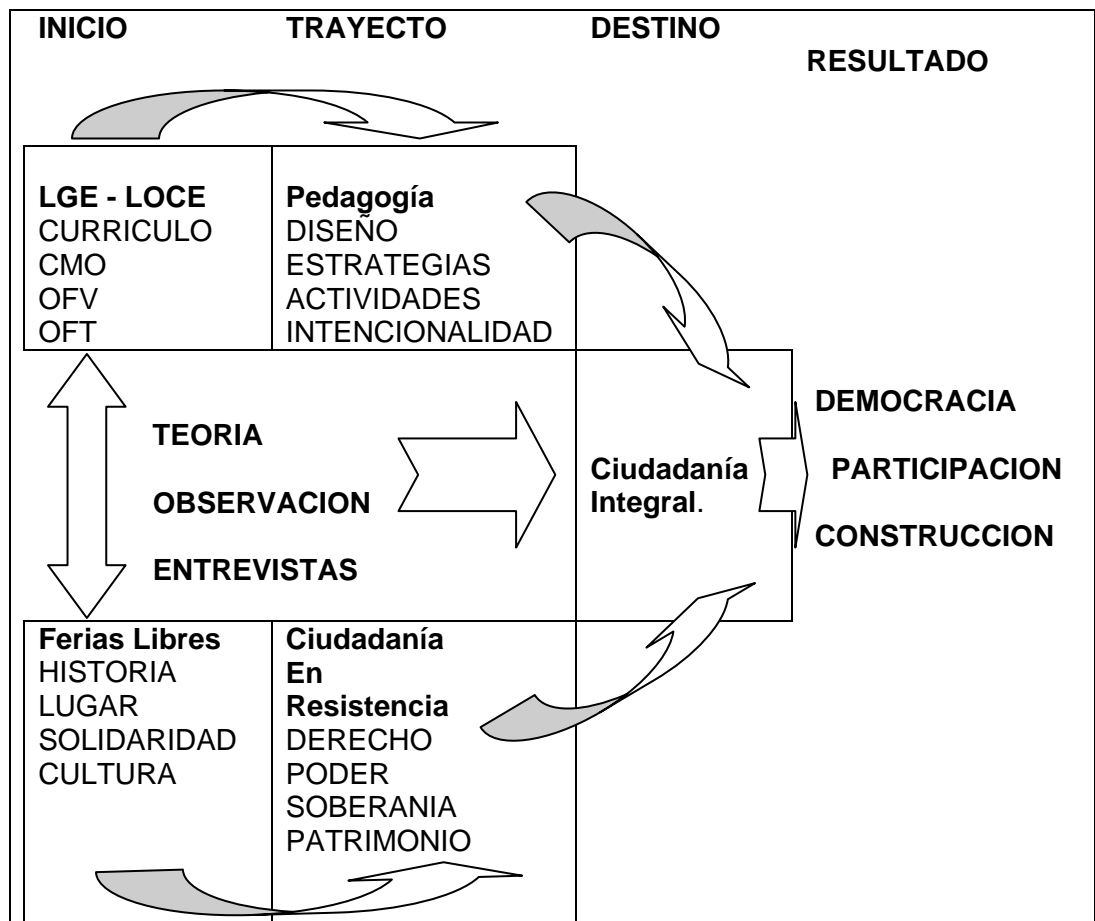 INICIO TRAYECTO DESTINO
RESULTADO
LGE - LOCE
CURRICULO
CMO
OFV
OFT
Pedagogía
DISEÑO
ESTRATEGIAS
ACTIVIDADES
INTENCIONALIDAD
TEORIA
OBSERVACION
ENTREVISTAS
Ciudadanía
Integral.
DEMOCRACIA
PARTICIPACION
CONSTRUCCION
Ferias Libres
HISTORIA
LUGAR
SOLIDARIDAD
CULTURA
Ciudadanía
En
Resistencia
DERECHO
PODER
SOBERANIA
PATRIMONIO